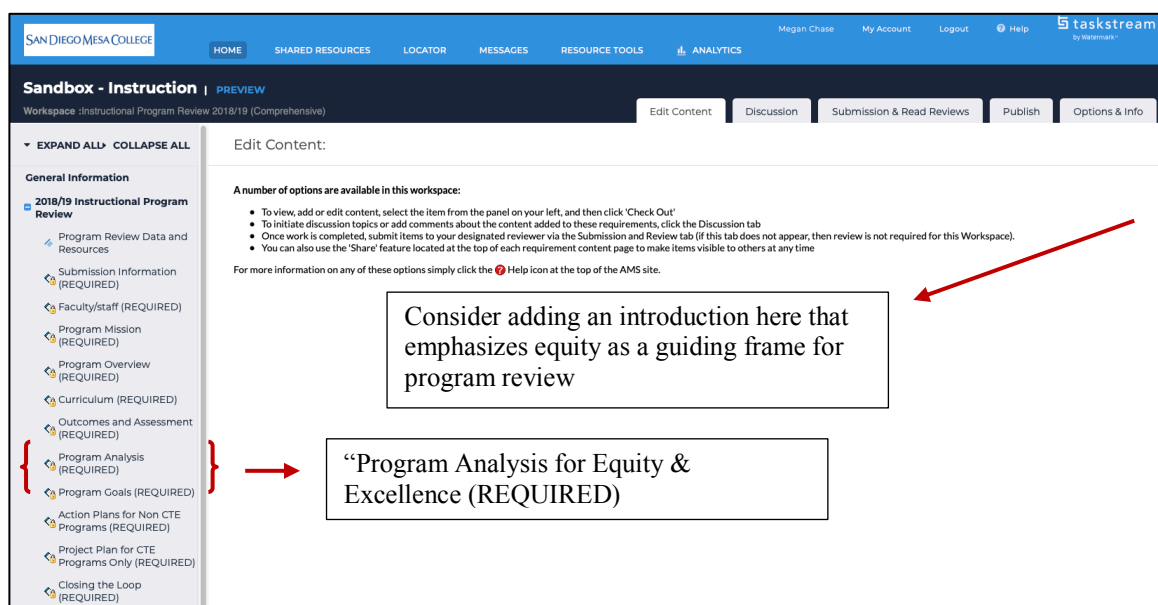 SAN DIEGO MESA COLLEGE
Megan Chase My Account Logout Help taskstream
by Watermark
HOME SHARED RESOURCES LOCATOR MESSAGES RESOURCE TOOLS ANALYTICS
Sandbox - Instruction | PREVIEW
Workspace :Instructional Program Review 2018/19 (Comprehensive)
Edit Content Discussion Submission & Read Reviews Publish Options & Info
EXPAND ALL COLLAPSE ALL
Edit Content:
General Information
2018/19 Instructional Program
Review
Program Review Data and
Resources
Submission Information
(REQUIRED)
Faculty/staff (REQUIRED)
Program Mission
(REQUIRED)
Program Overview
(REQUIRED)
Curriculum (REQUIRED)
Outcomes and Assessment
(REQUIRED)
Program Analysis
(REQUIRED)
Program Goals (REQUIRED)
Action Plans for Non CTE
Programs (REQUIRED)
Project Plan for CTE
Programs Only (REQUIRED)
Closing the Loop
(REQUIRED)
A number of options are available in this workspace:
• To view, add or edit content, select the item from the panel on your left, and then click 'Check Out'
• To initiate discussion topics or add comments about the content added to these requirements, click the Discussion tab
• Once work is completed, submit items to your designated reviewer via the Submission and Review tab (if this tab does not appear, then review is not required for this Workspace).
• You can also use the 'Share' feature located at the top of each requirement content page to make items visible to others at any time
For more information on any of these options simply click the ? Help icon at the top of the AMS site.
Consider adding an introduction here that
emphasizes equity as a guiding frame for
program review
“Program Analysis for Equity &
Excellence (REQUIRED)